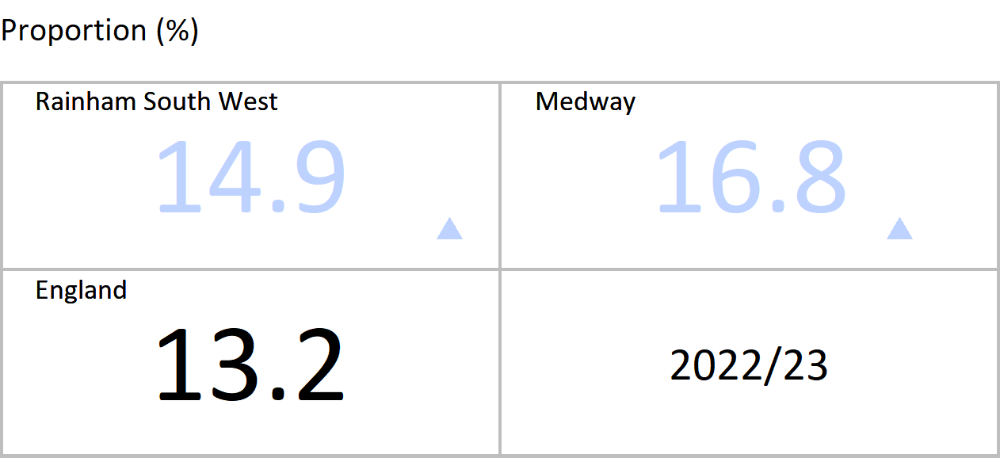 Proportion (%)
Rainham South West
14.9
Medway
16.8
England
13.2
2022/23